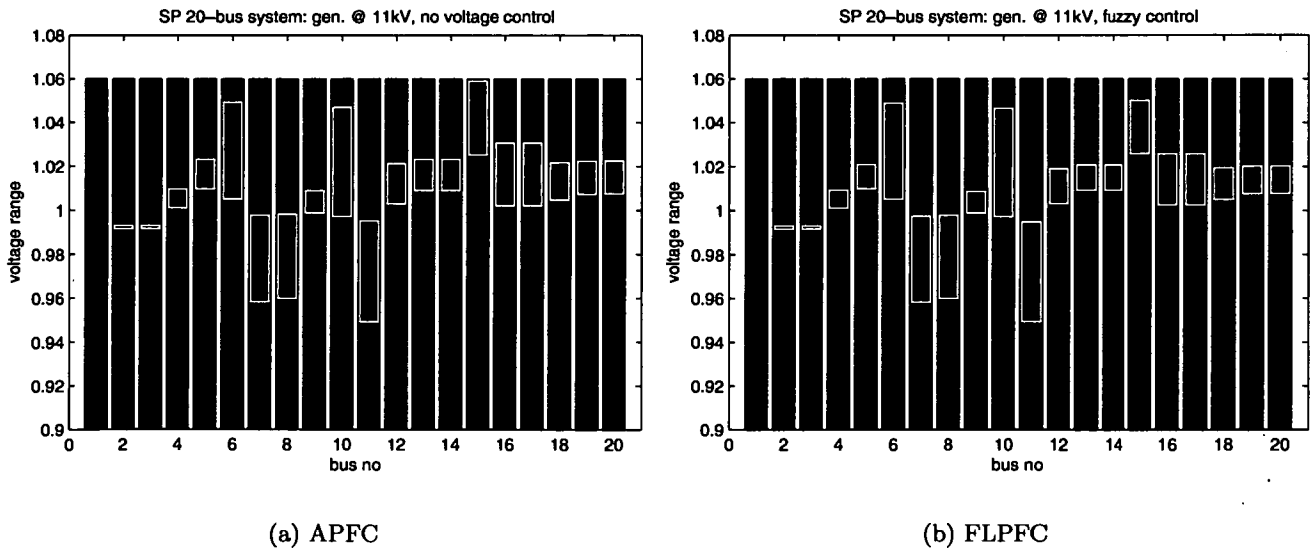 SP 20–bus system: gen. @ 11kV, no voltage control
1.08
1.06
1.04
1.02
1
0.98
0.96
0.94
0.92
0.9
voltage range
0 2 4 6 8 10 12 14 16 18 20
bus no
(a) APFC
SP 20–bus system: gen. @ 11kV, fuzzy control
1.08
1.06
1.04
1.02
1
0.98
0.96
0.94
0.92
0.9
voltage range
0 2 4 6 8 10 12 14 16 18 20
bus no
(b) FLPFC